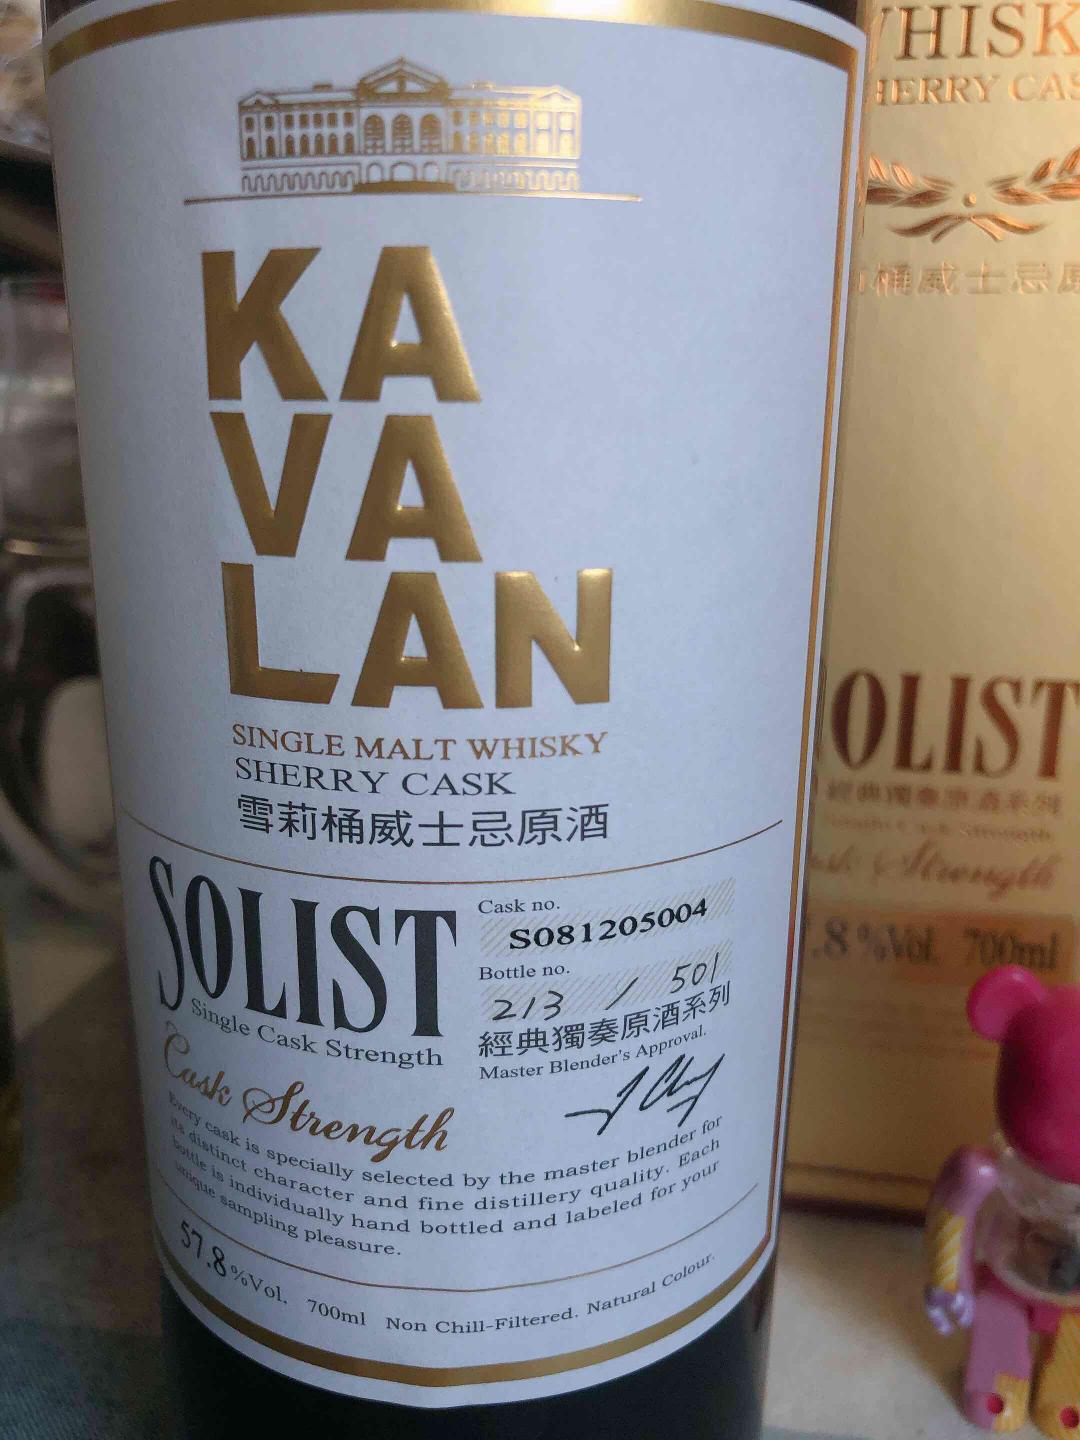 KA
VA
LAN
SINGLE MALT WHISKY
SHERRY CASK
雪莉桶威士忌原酒
SOLIST
Single Cask Strength
Cask Strength
Cask no.
S081205004
Bottle no.
213 / 501
經典獨奏原酒系列
Master Blender's Approval.
Every cask is specially selected by the master blender for
its distinct character and fine distillery quality. Each
bottle is individually hand bottled and labeled for your
unique sampling pleasure.
57.8%Vol. 700ml Non Chill-Filtered. Natural Colour.
WHISK
HERRY CAS
桶威士忌原
SOLIST
經典獨奏原酒系列
Strength
.8%Vol. 700ml